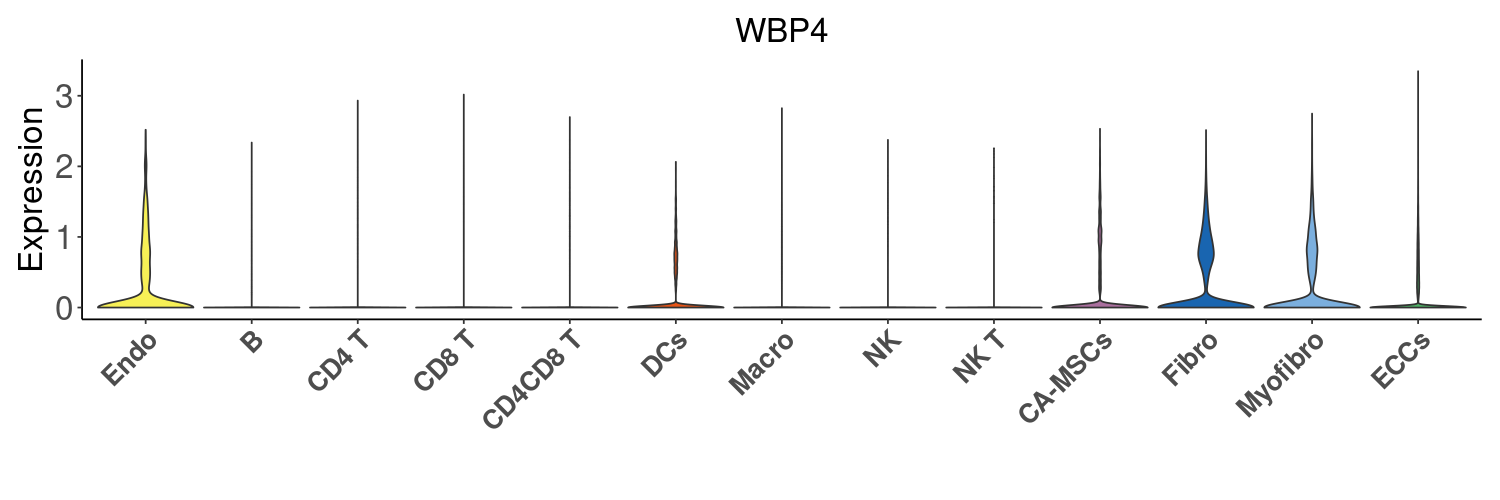 WBP4
Expression
3
2
1
0
Endo
B
CD4 T
CD8 T
CD4CD8 T
DCs
Macro
NK
NK T
CA-MSCs
Fibro
Myofibro
ECCs